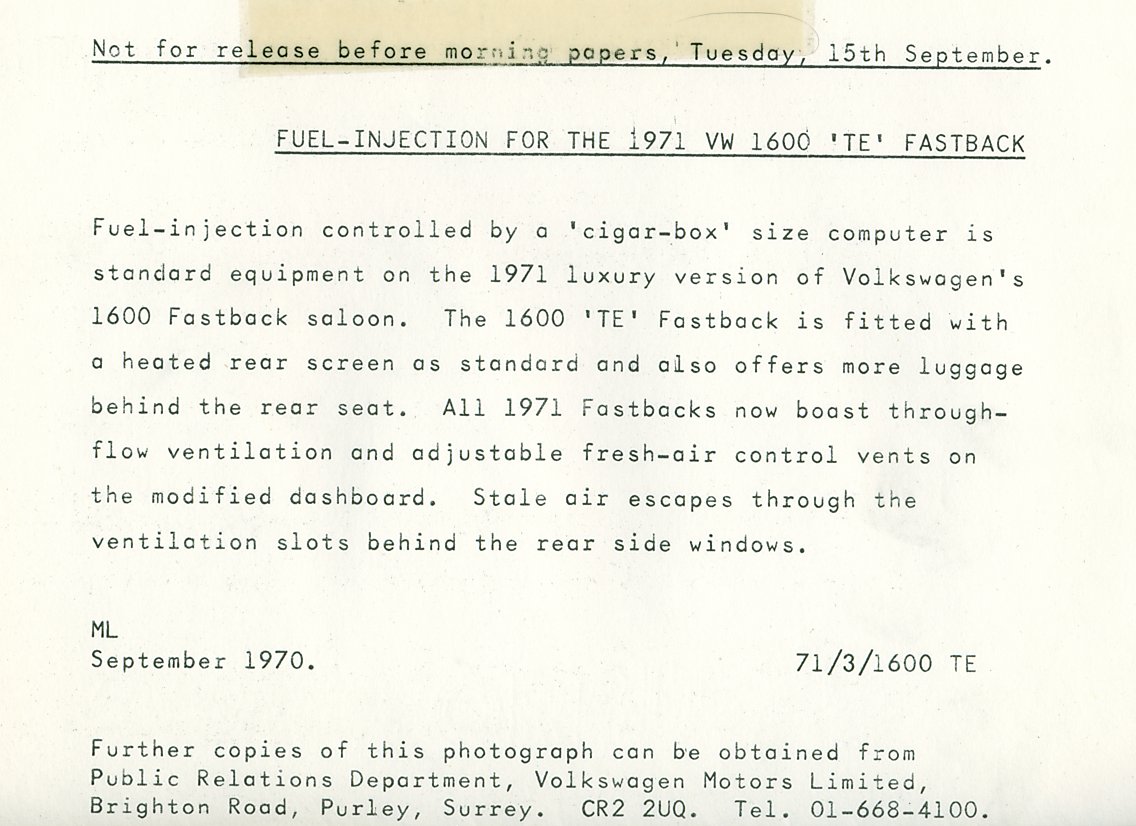 Not for release before morning papers, Tuesday, 15th September.
FUEL-INJECTION FOR THE 1971 VW 1600 'TE' FASTBACK
Fuel-injection controlled by a 'cigar-box' size computer is
standard equipment on the 1971 luxury version of Volkswagen's
1600 Fastback saloon. The 1600 'TE' Fastback is fitted with
a heated rear screen as standard and also offers more luggage
behind the rear seat. All 1971 Fastbacks now boast through-
flow ventilation and adjustable fresh-air control vents on
the modified dashboard. Stale air escapes through the
ventilation slots behind the rear side windows.
ML
September 1970. 71/3/1600 TE
Further copies of this photograph can be obtained from
Public Relations Department, Volkswagen Motors Limited,
Brighton Road, Purley, Surrey. CR2 2UQ. Tel. 01-668-4100.